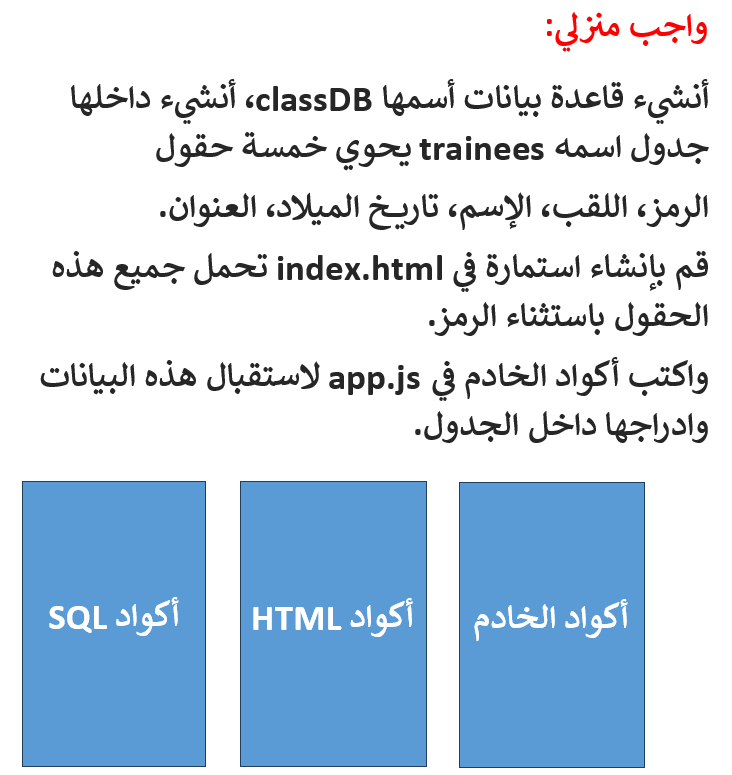 واجب منزلي:
أنشيء قاعدة بيانات أسمها classDB، أنشيء داخلها
جدول اسمه trainees يحوي خمسة حقول
الرمز، اللقب، الإسم، تاريخ الميلاد، العنوان.
قم بإنشاء استمارة في index.html تحمل جميع هذه
الحقول باستثناء الرمز.
واكتب أكواد الخادم في app.js لاستقبال هذه البيانات
وادراجها داخل الجدول.
أكواد الخادم
أكواد HTML
أكواد SQL